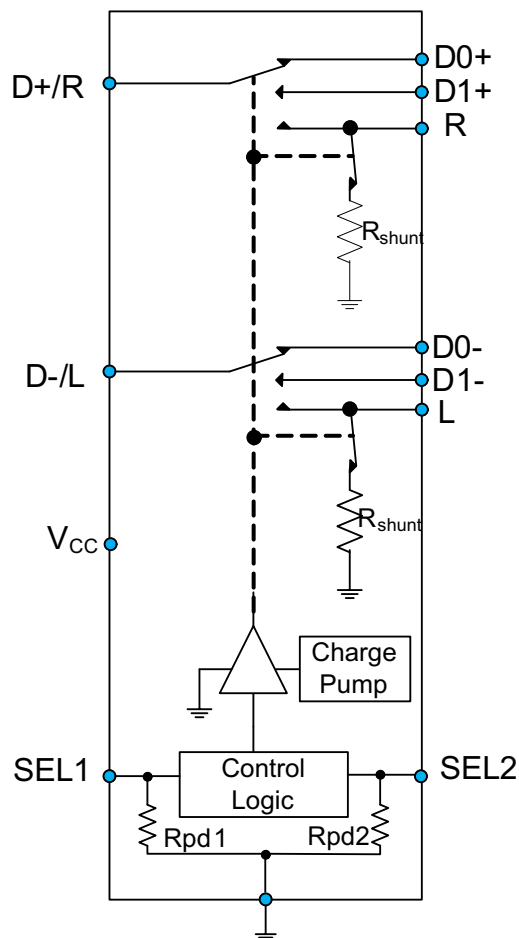 D0+
D+/R
D1+
R
Rshunt
D0-
D-/L
D1-
L
Rshunt
VCC
Charge
Pump
SEL1
Control
Logic
SEL2
Rpd1
Rpd2